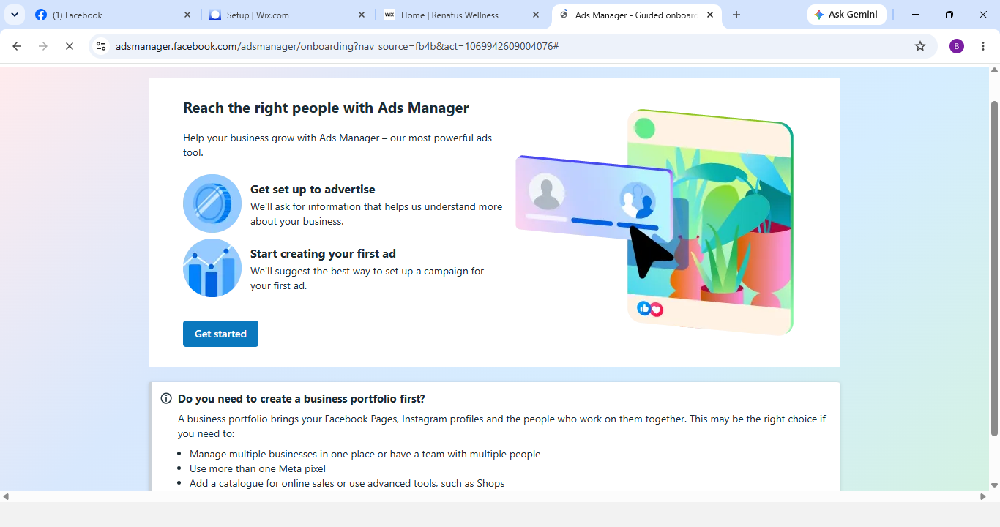 (1) Facebook
Setup | Wix.com
WIX
Home | Renatus Wellness
Ads Manager - Guided onboard
Ask Gemini
adsmanager.facebook.com/adsmanager/onboarding?nav_source=fb4b&act=1069942609004076#
B
Reach the right people with Ads Manager
Help your business grow with Ads Manager – our most powerful ads
tool.
Get set up to advertise
We'll ask for information that helps us understand more
about your business.
Start creating your first ad
We'll suggest the best way to set up a campaign for
your first ad.
Get started
Do you need to create a business portfolio first?
A business portfolio brings your Facebook Pages, Instagram profiles and the people who work on them together. This may be the right choice if
you need to:
• Manage multiple businesses in one place or have a team with multiple people
• Use more than one Meta pixel
• Add a catalogue for online sales or use advanced tools, such as Shops